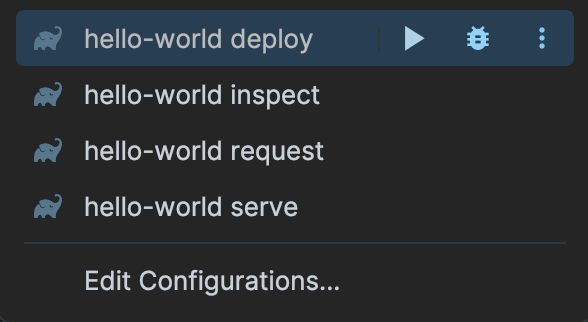 hello-world deploy
hello-world inspect
hello-world request
hello-world serve
Edit Configurations...